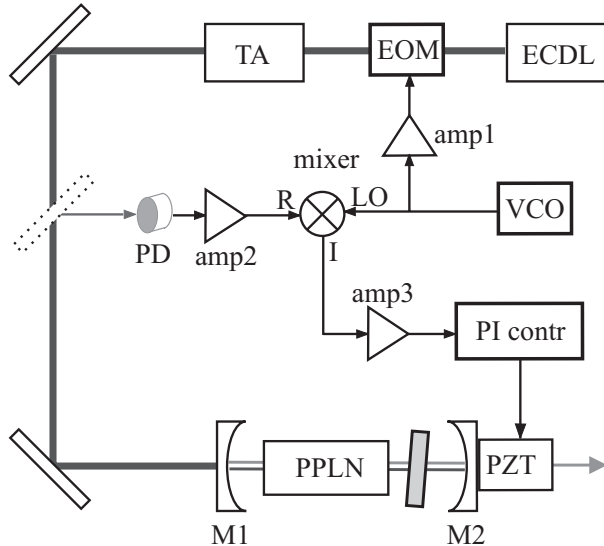 TA
EOM
ECDL
amp1
mixer
R
LO
VCO
PD
amp2
I
amp3
PI contr
PPLN
PZT
M1
M2